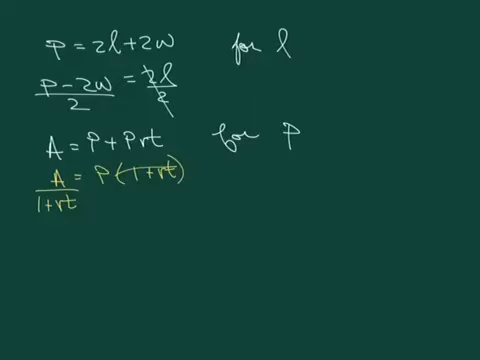 P = 2l + 2w for l
P - 2w = 2l
2 2
A = P + Prt for P
A = P (1 + rt)
1 + rt